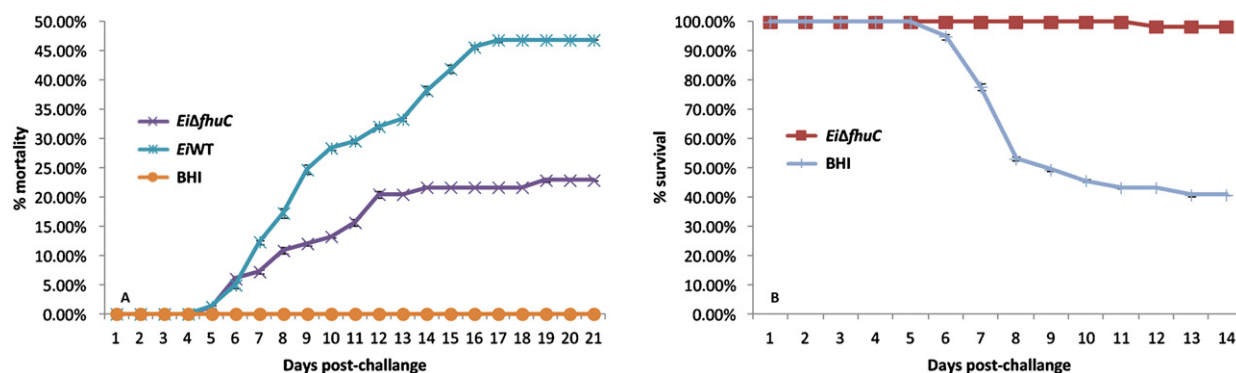 % mortality
50.00%
45.00%
40.00%
35.00%
30.00%
25.00%
20.00%
15.00%
10.00%
5.00%
0.00%
EiΔfhuC
EiWT
BHI
A
1 2 3 4 5 6 7 8 9 10 11 12 13 14 15 16 17 18 19 20 21
Days post-challange
% survival
100.00%
90.00%
80.00%
70.00%
60.00%
50.00%
40.00%
30.00%
20.00%
10.00%
0.00%
EiΔfhuC
BHI
B
1 2 3 4 5 6 7 8 9 10 11 12 13 14
Days post-challange